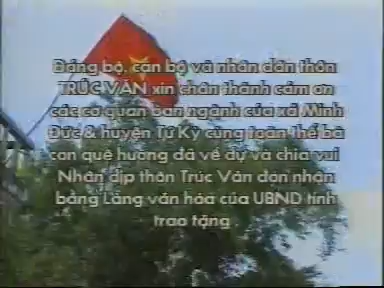 Đảng bộ, cán bộ và nhân dân thôn
TRÚC VĂN xin chân thành cảm ơn
các cơ quan ban ngành của xã Minh
Đức & huyện Tứ Kỳ cùng toàn thể bà
con quê hương đã về dự và chia vui
Nhân dịp thôn Trúc Văn đón nhận
bằng Làng văn hóa của UBND tỉnh
trao tặng